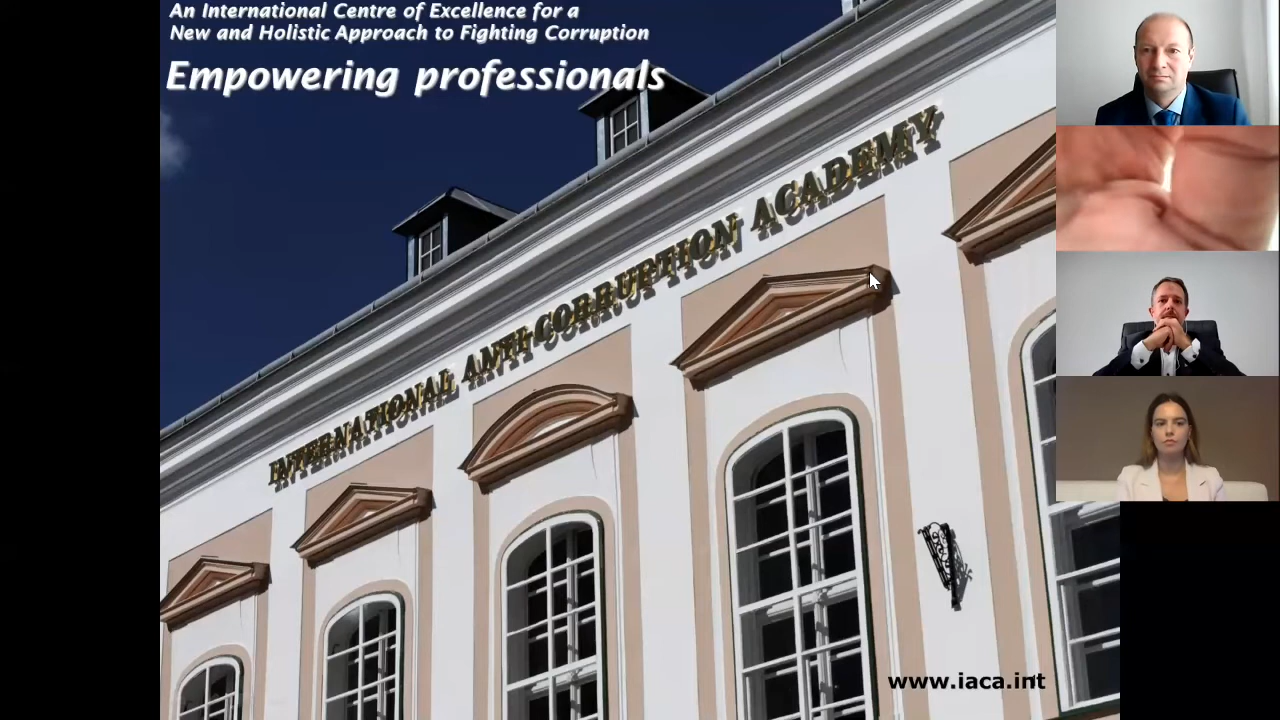 An International Centre of Excellence for a
New and Holistic Approach to Fighting Corruption
Empowering professionals
INTERNATIONAL ANTI-CORRUPTION ACADEMY
www.iaca.int